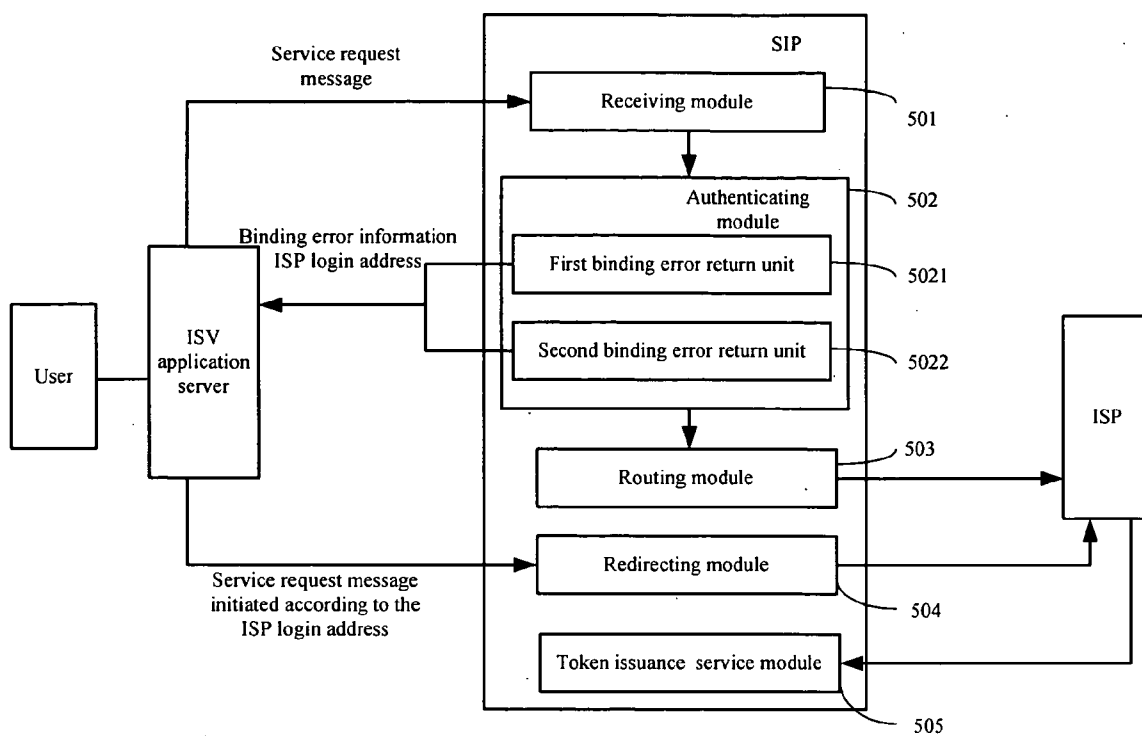 SIP
Service request
message
Receiving module
501
Authenticating
module
502
Binding error information
ISP login address
First binding error return unit
5021
Second binding error return unit
5022
User
ISV
application
server
ISP
Routing module
503
Redirecting module
504
Service request message
initiated according to the
ISP login address
Token issuance service module
505